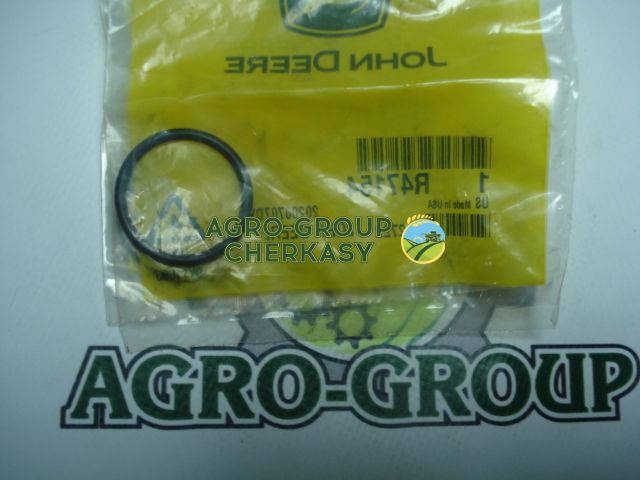 JOHN DEERE
1 R47154
US Made in USA
AGRO-GROUP
CHERKASY
AGRO-GROUP